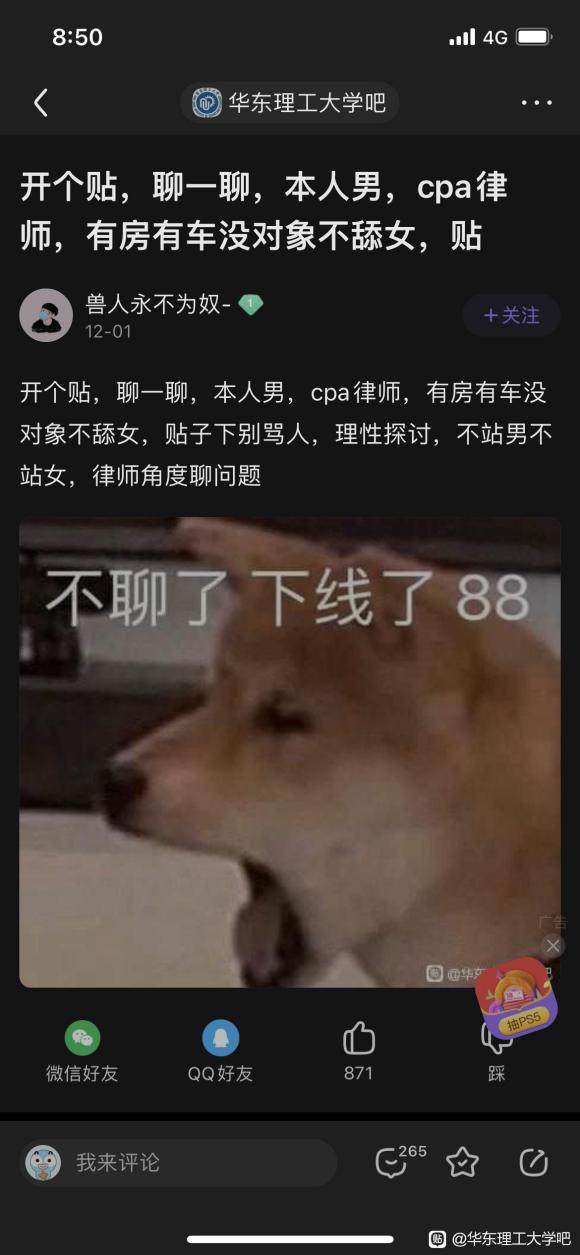 8:50
4G
华东理工大学吧
开个贴，聊一聊，本人男，cpa律
师，有房有车没对象不舔女，贴
兽人永不为奴-
1
12-01
+关注
开个贴，聊一聊，本人男，cpa律师，有房有车没
对象不舔女，贴子下别骂人，理性探讨，不站男不
站女，律师角度聊问题
不聊了 下线了 88
广告
贴 @华东
吧
抽PS5
微信好友
QQ好友
871
踩
我来评论
265
贴 @华东理工大学吧